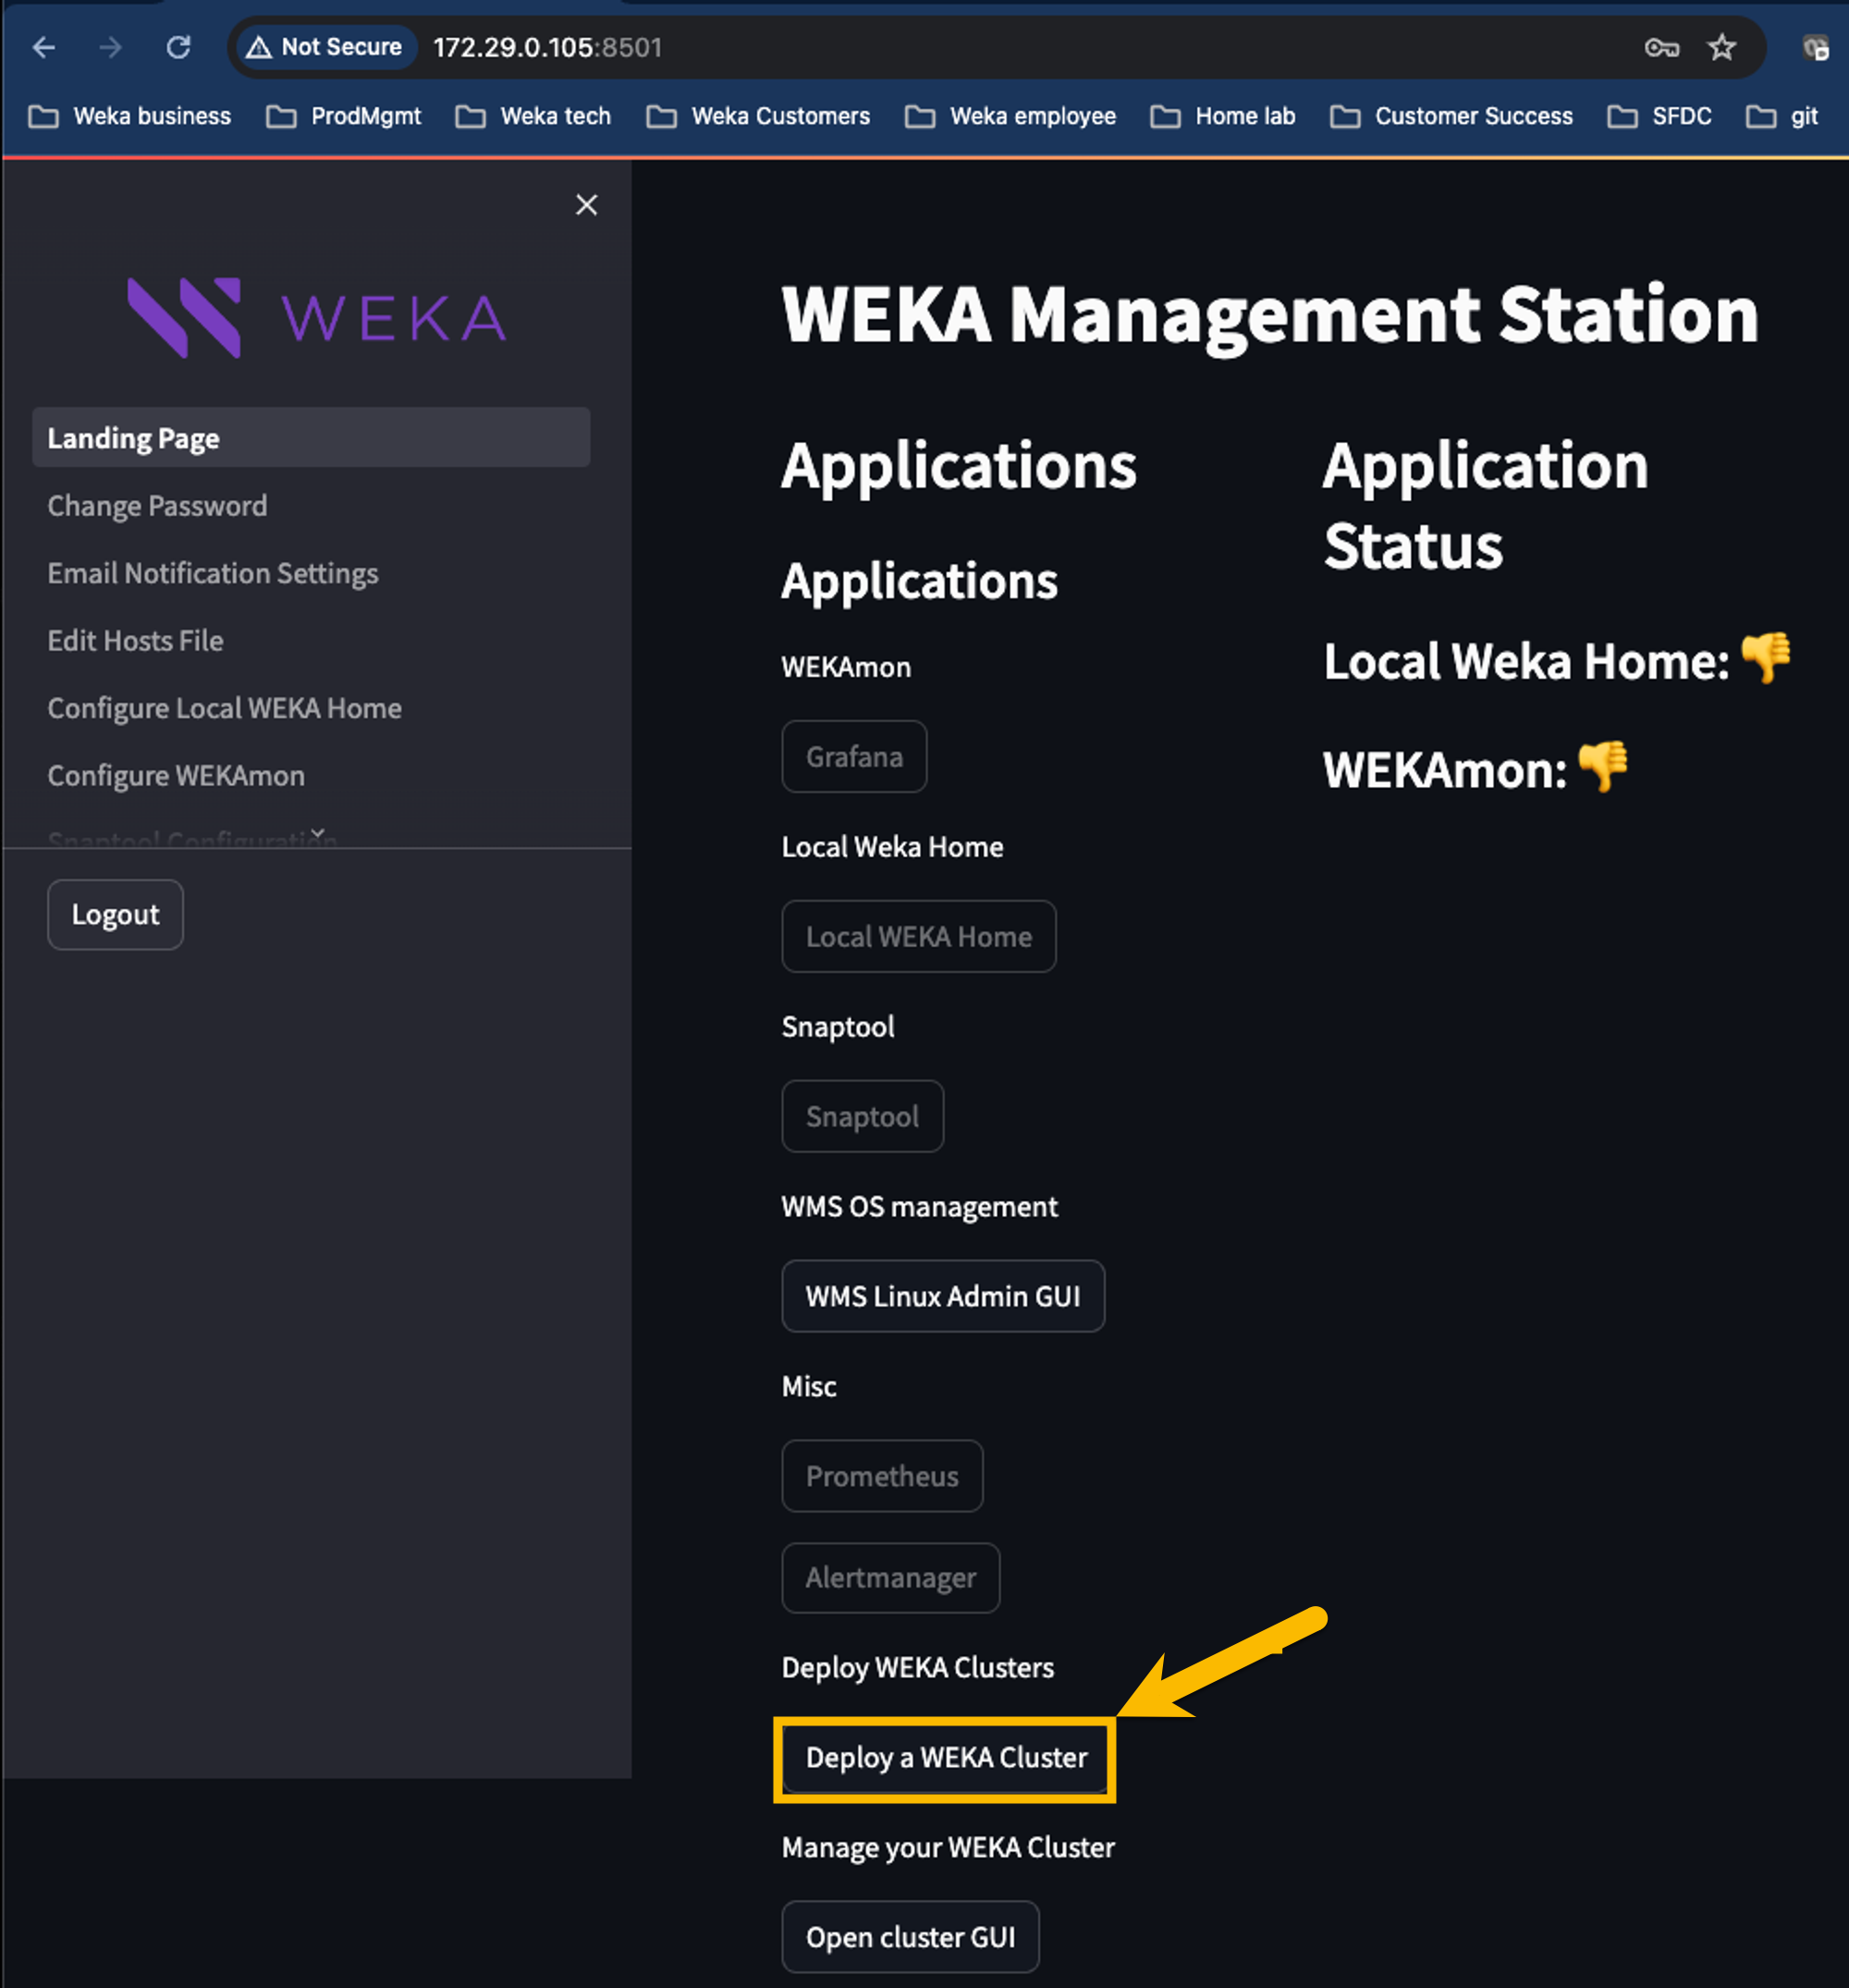 Not Secure 172.29.0.105:8501
Weka business ProdMgmt Weka tech Weka Customers Weka employee Home lab Customer Success SFDC git
WEKA
Landing Page
Change Password
Email Notification Settings
Edit Hosts File
Configure Local WEKA Home
Configure WEKAmon
Snaptool Configuration
Logout
WEKA Management Station
Applications
Applications
WEKAmon
Grafana
Local Weka Home
Local WEKA Home
Snaptool
Snaptool
WMS OS management
WMS Linux Admin GUI
Misc
Prometheus
Alertmanager
Deploy WEKA Clusters
Deploy a WEKA Cluster
Manage your WEKA Cluster
Open cluster GUI
Application
Status
Local Weka Home: 👎
WEKAmon: 👎